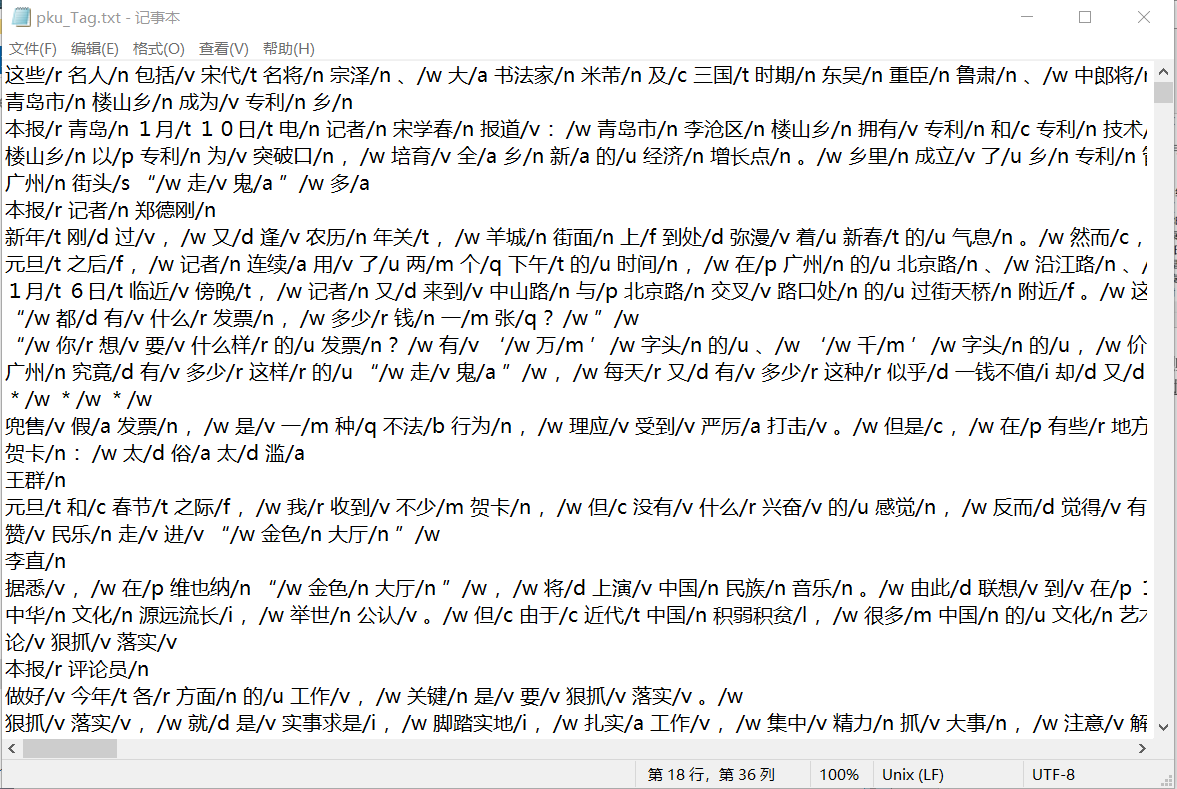 pku_Tag.txt - 记事本
文件(F) 编辑(E) 格式(O) 查看(V) 帮助(H)
这些/r 名人/n 包括/v 宋代/t 名将/n 宗泽/n 、/w 大/a 书法家/n 米芾/n 及/c 三国/t 时期/n 东吴/n 重臣/n 鲁肃/n 、/w 中郎将/n
青岛市/n 楼山乡/n 成为/v 专利/n 乡/n
本报/r 青岛/n １月/t １０日/t 电/n 记者/n 宋学春/n 报道/v ：/w 青岛市/n 李沧区/n 楼山乡/n 拥有/v 专利/n 和/c 专利/n 技术/
楼山乡/n 以/p 专利/n 为/v 突破口/n ，/w 培育/v 全/a 乡/n 新/a 的/u 经济/n 增长点/n 。/w 乡里/n 成立/v 了/u 乡/n 专利/n
广州/n 街头/s “/w 走/v 鬼/a ”/w 多/a
本报/r 记者/n 郑德刚/n
新年/t 刚/d 过/v ，/w 又/d 逢/v 农历/n 年关/t ，/w 羊城/n 街面/n 上/f 到处/d 弥漫/v 着/u 新春/t 的/u 气息/n 。/w 然而/c ，
元旦/t 之后/f ，/w 记者/n 连续/a 用/v 了/u 两/m 个/q 下午/t 的/u 时间/n ，/w 在/p 广州/n 的/u 北京路/n 、/w 沿江路/n 、/
１月/t ６日/t 临近/v 傍晚/t ，/w 记者/n 又/d 来到/v 中山路/n 与/p 北京路/n 交叉/v 路口处/n 的/u 过街天桥/n 附近/f 。/w 这
“/w 都/d 有/v 什么/r 发票/n ，/w 多少/r 钱/n 一/m 张/q ？/w ”/w
“/w 你/r 想/v 要/v 什么样/r 的/u 发票/n ？/w 有/v ‘/w 万/m ’/w 字头/n 的/u 、/w ‘/w 千/m ’/w 字头/n 的/u ，/w 价
广州/n 究竟/d 有/v 多少/r 这样/r 的/u “/w 走/v 鬼/a ”/w ，/w 每天/r 又/d 有/v 多少/r 这种/r 似乎/d 一钱不值/i 却/d 又/d
＊/w ＊/w ＊/w
兜售/v 假/a 发票/n ，/w 是/v 一/m 种/q 不法/b 行为/n ，/w 理应/v 受到/v 严厉/a 打击/v 。/w 但是/c ，/w 在/p 有些/r 地方
贺卡/n ：/w 太/d 俗/a 太/d 滥/a
王群/n
元旦/t 和/c 春节/t 之际/f ，/w 我/r 收到/v 不少/m 贺卡/n ，/w 但/c 没有/v 什么/r 兴奋/v 的/u 感觉/n ，/w 反而/d 觉得/v 有
赞/v 民乐/n 走/v 进/v “/w 金色/n 大厅/n ”/w
李直/n
据悉/v ，/w 在/p 维也纳/n “/w 金色/n 大厅/n ”/w ，/w 将/d 上演/v 中国/n 民族/n 音乐/n 。/w 由此/d 联想/v 到/v 在/p １
中华/n 文化/n 源远流长/i ，/w 举世/n 公认/v 。/w 但/c 由于/c 近代/t 中国/n 积弱积贫/l ，/w 很多/m 中国/n 的/u 文化/n 艺术
论/v 狠抓/v 落实/v
本报/r 评论员/n
做好/v 今年/t 各/r 方面/n 的/u 工作/v ，/w 关键/n 是/v 要/v 狠抓/v 落实/v 。/w
狠抓/v 落实/v ，/w 就/d 是/v 实事求是/i ，/w 脚踏实地/i ，/w 扎实/a 工作/v ，/w 集中/v 精力/n 抓/v 大事/n ，/w 注意/v 解
第 18 行，第 36 列 100% Unix (LF) UTF-8